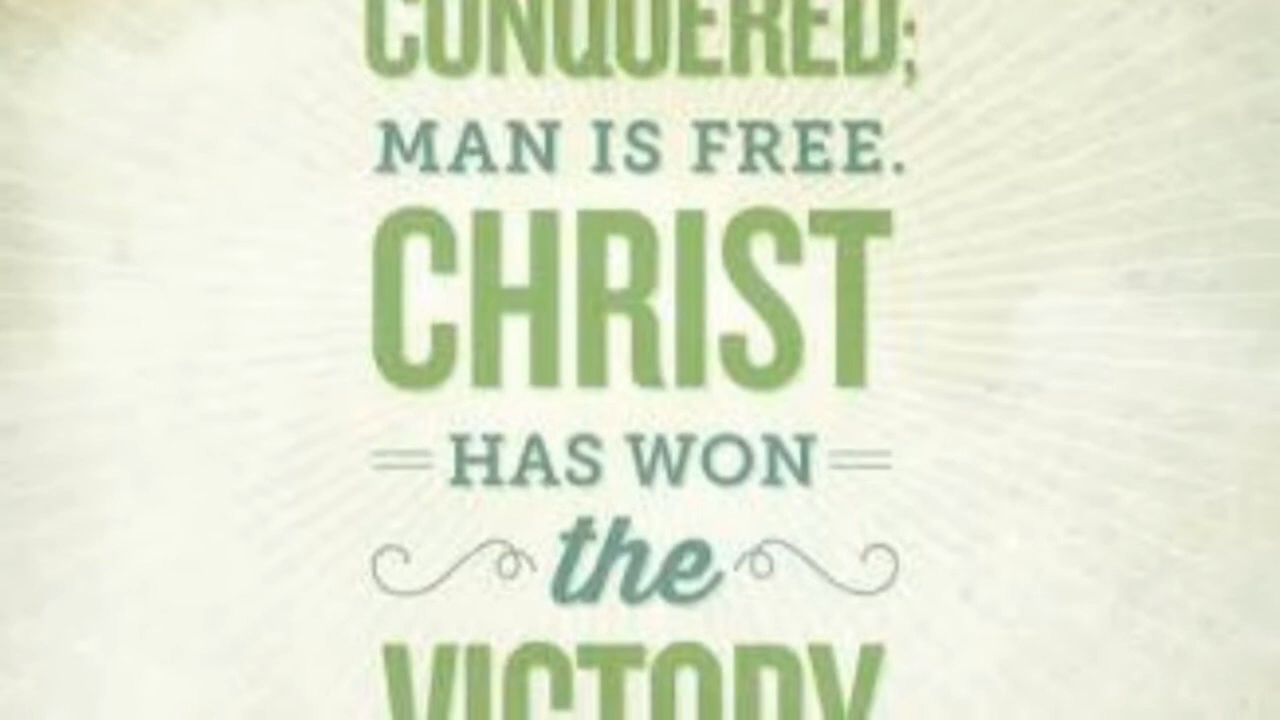 CONQUERED;
MAN IS FREE.
CHRIST
HAS WON
the
VICTORY